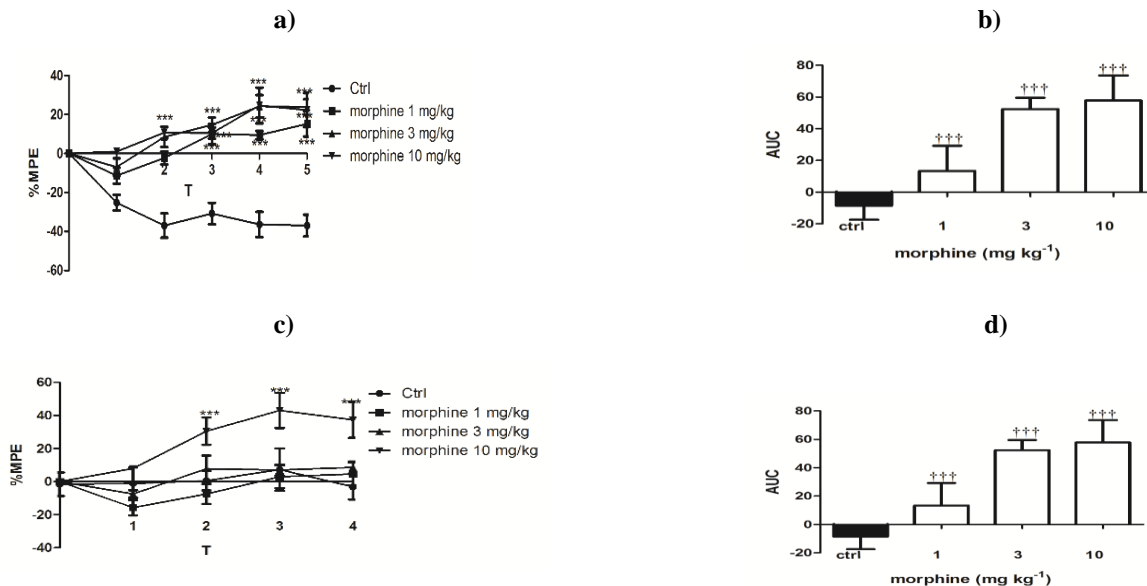 a)
40
20
0
-20
-40
-60
%MPE
2
3
4
5
T
***
***
***
***
***
***
***
***
***
***
Ctrl
morphine 1 mg/kg
morphine 3 mg/kg
morphine 10 mg/kg
b)
80
60
40
20
0
-20
AUC
†††
†††
†††
ctrl
1
3
10
morphine (mg kg⁻¹)
c)
60
40
20
0
-20
-40
%MPE
1
2
3
4
T
***
***
***
Ctrl
morphine 1 mg/kg
morphine 3 mg/kg
morphine 10 mg/kg
d)
80
60
40
20
0
-20
AUC
†††
†††
†††
ctrl
1
3
10
morphine (mg kg⁻¹)